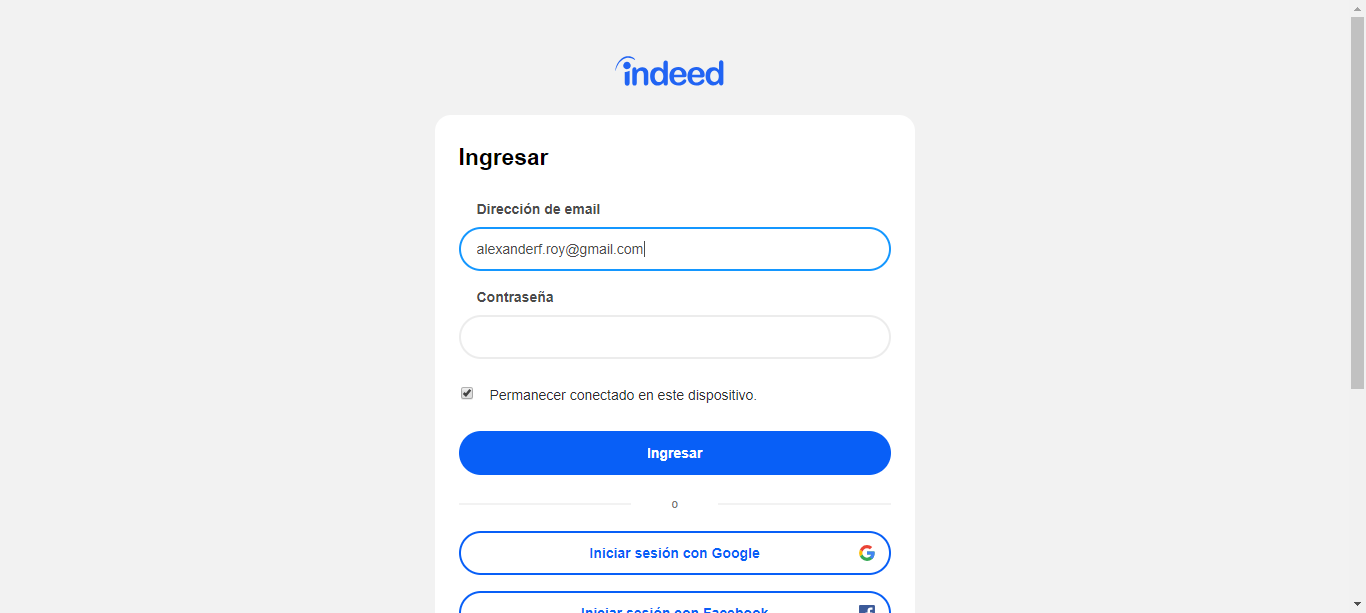 indeed
Ingresar
Dirección de email
alexanderf.roy@gmail.com
Contraseña
Permanecer conectado en este dispositivo.
Ingresar
o
Iniciar sesión con Google
Iniciar sesión con Facebook